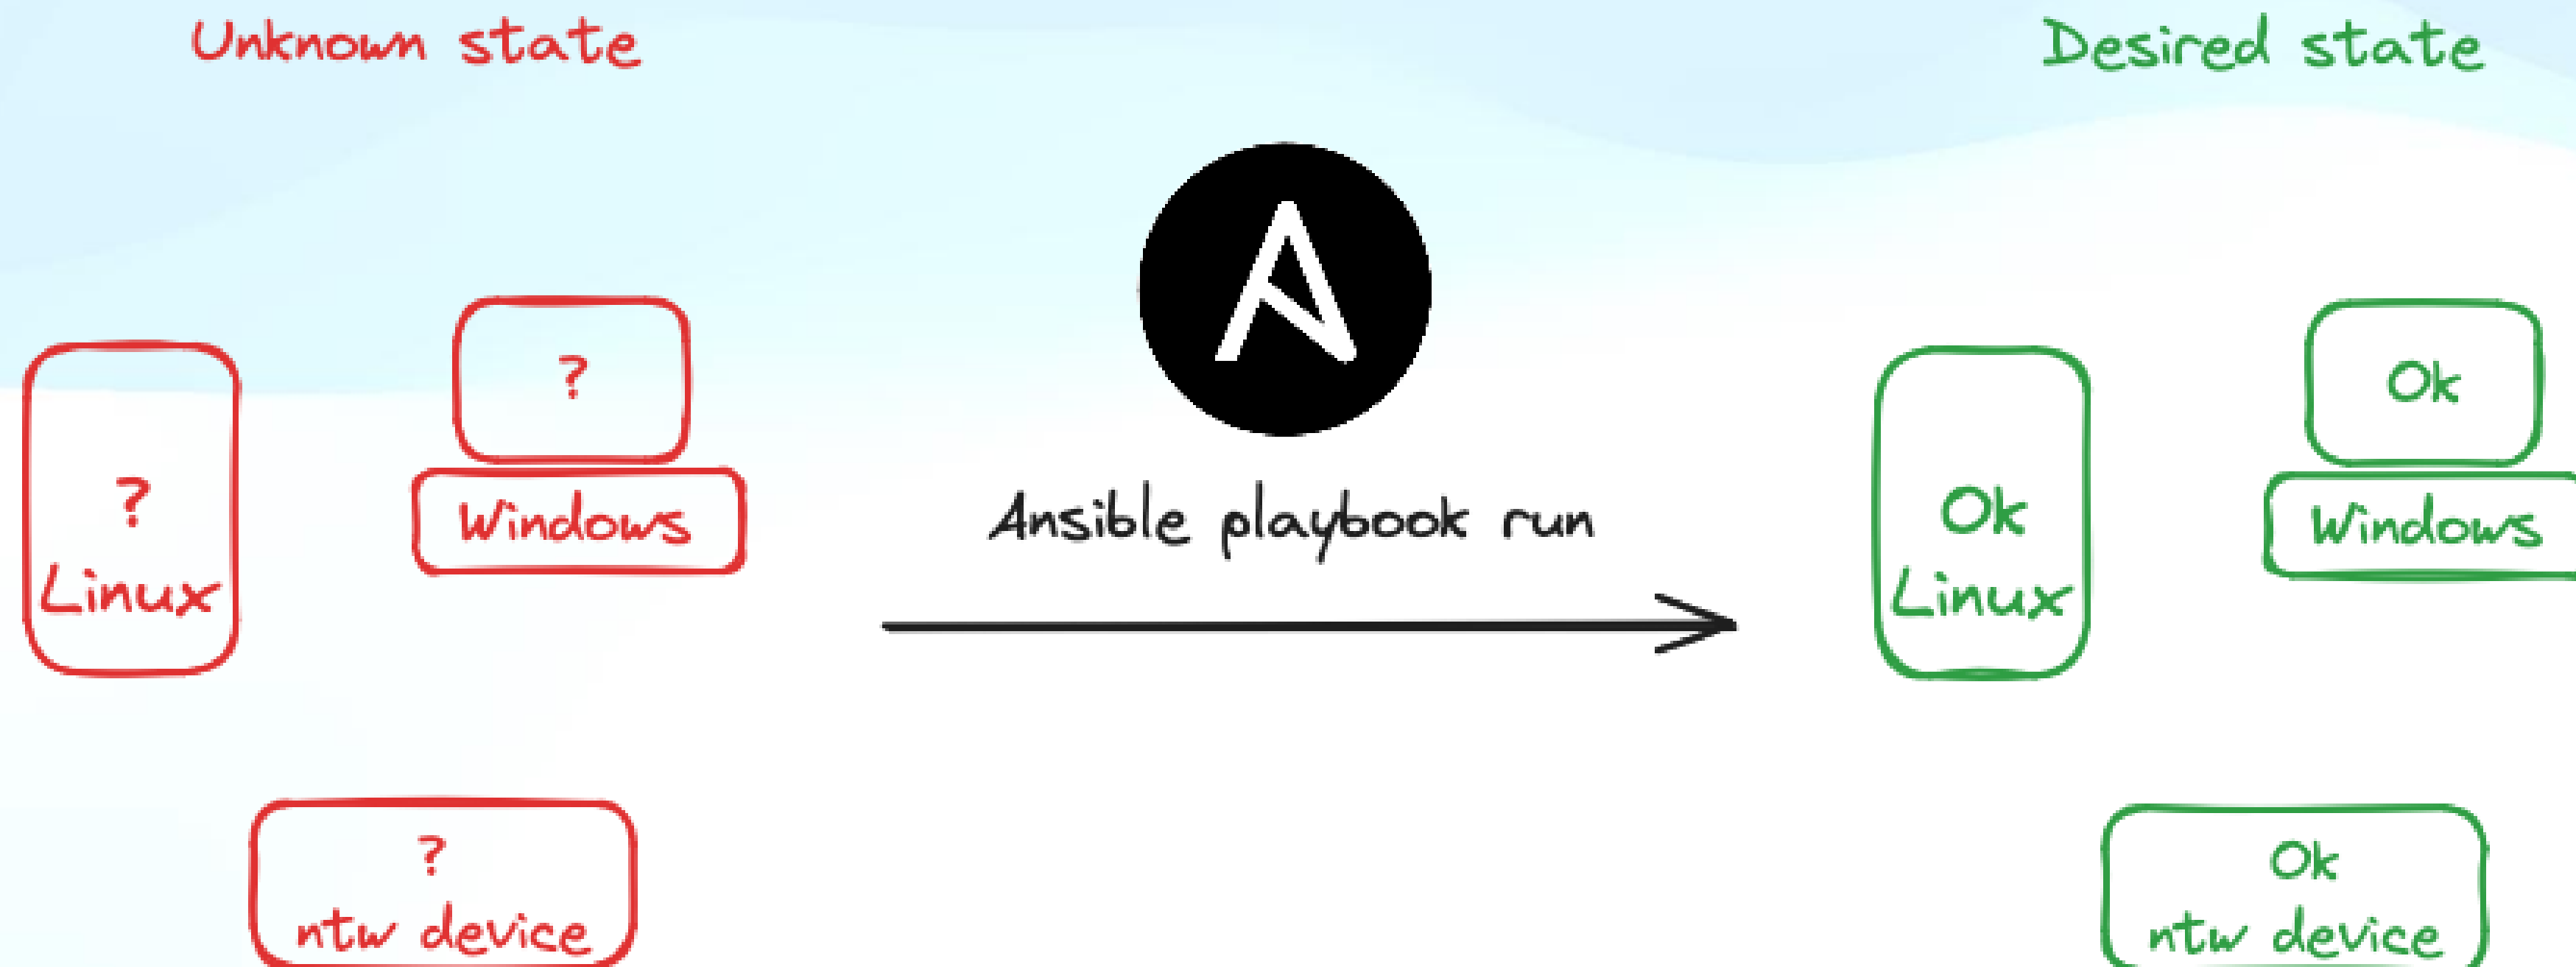 Unknown state
?
Linux
?
Windows
?
ntw device
Ansible playbook run
Desired state
Ok
Linux
Ok
Windows
Ok
ntw device